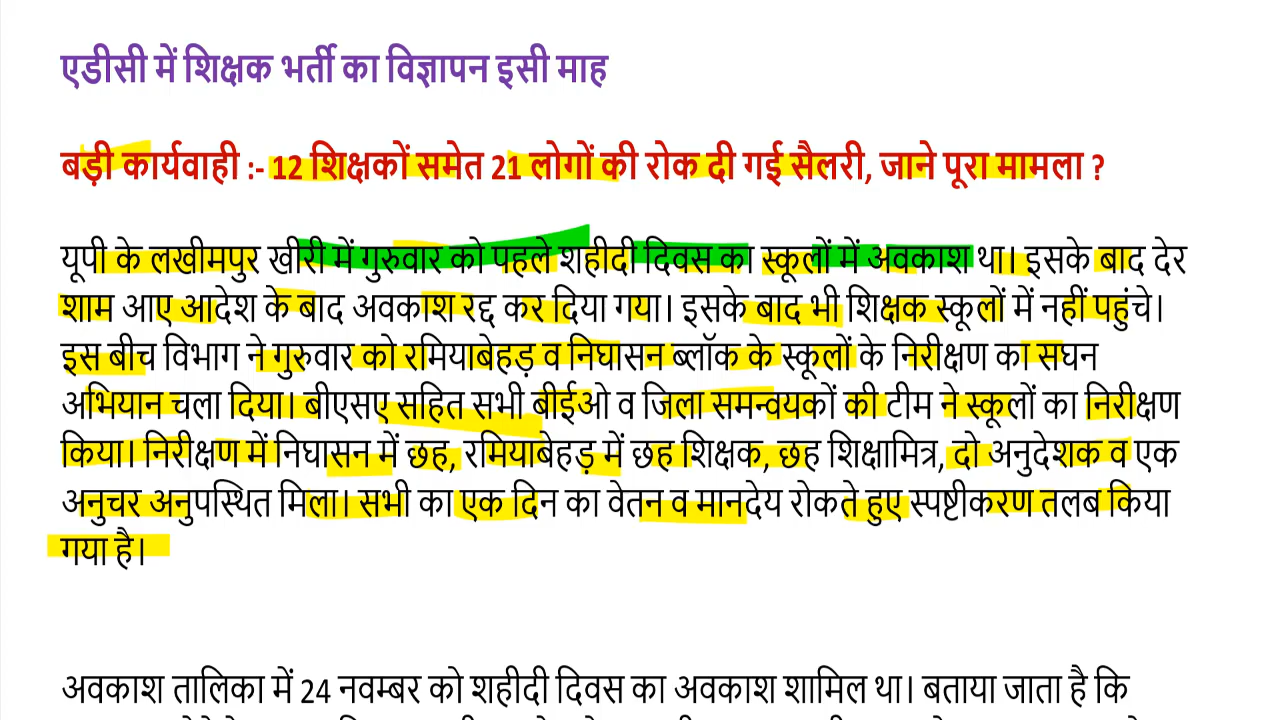 एडीसी में शिक्षक भर्ती का विज्ञापन इसी माह
बड़ी कार्यवाही :- 12 शिक्षकों समेत 21 लोगों की रोक दी गई सैलरी, जाने पूरा मामला ?
यूपी के लखीमपुर खीरी में गुरुवार को पहले शहीदी दिवस का स्कूलों में अवकाश था। इसके बाद देर
शाम आए आदेश के बाद अवकाश रद्द कर दिया गया। इसके बाद भी शिक्षक स्कूलों में नहीं पहुंचे।
इस बीच विभाग ने गुरुवार को रमियाबेहड़ व निघासन ब्लॉक के स्कूलों के निरीक्षण का सघन
अभियान चला दिया। बीएसए सहित सभी बीईओ व जिला समन्वयकों की टीम ने स्कूलों का निरीक्षण
किया। निरीक्षण में निघासन में छह, रमियाबेहड़ में छह शिक्षक, छह शिक्षामित्र, दो अनुदेशक व एक
अनुचर अनुपस्थित मिला। सभी का एक दिन का वेतन व मानदेय रोकते हुए स्पष्टीकरण तलब किया
गया है।
अवकाश तालिका में 24 नवम्बर को शहीदी दिवस का अवकाश शामिल था। बताया जाता है कि